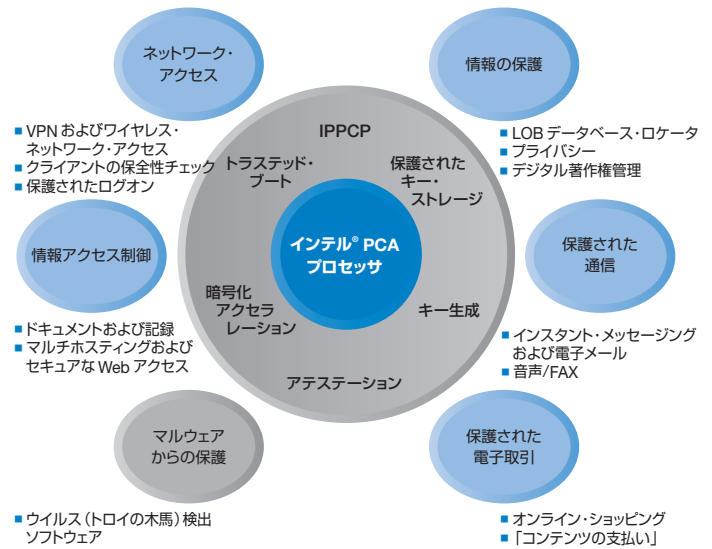 ネットワーク・
アクセス
■ VPN およびワイヤレス・
ネットワーク・アクセス
■ クライアントの保全性チェック
■ 保護されたログオン
情報の保護
■ LOB データベース・ロケータ
■ プライバシー
■ デジタル著作権管理
IPPCP
トラステッド・
ブート
保護された
キー・
ストレージ
インテル® PCA
プロセッサ
暗号化
アクセラ
レーション
キー生成
アテステーション
情報アクセス制御
■ ドキュメントおよび記録
■ マルチホスティングおよび
セキュアな Web アクセス
保護された
通信
■ インスタント・メッセージング
および電子メール
■ 音声/FAX
マルウェア
からの保護
■ ウイルス (トロイの木馬) 検出
ソフトウェア
保護された
電子取引
■ オンライン・ショッピング
■ 「コンテンツの支払い」